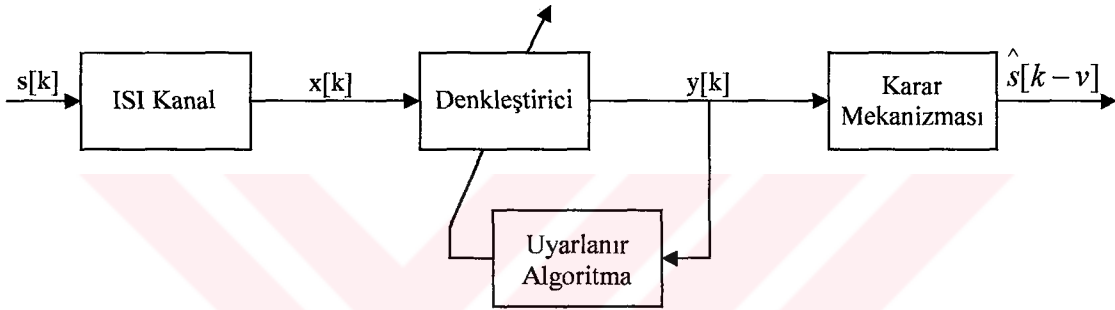 s[k]
ISI Kanal
x[k]
Denkleştirici
y[k]
Karar
Mekanizması
ŝ[k − v]
Uyarlanır
Algoritma